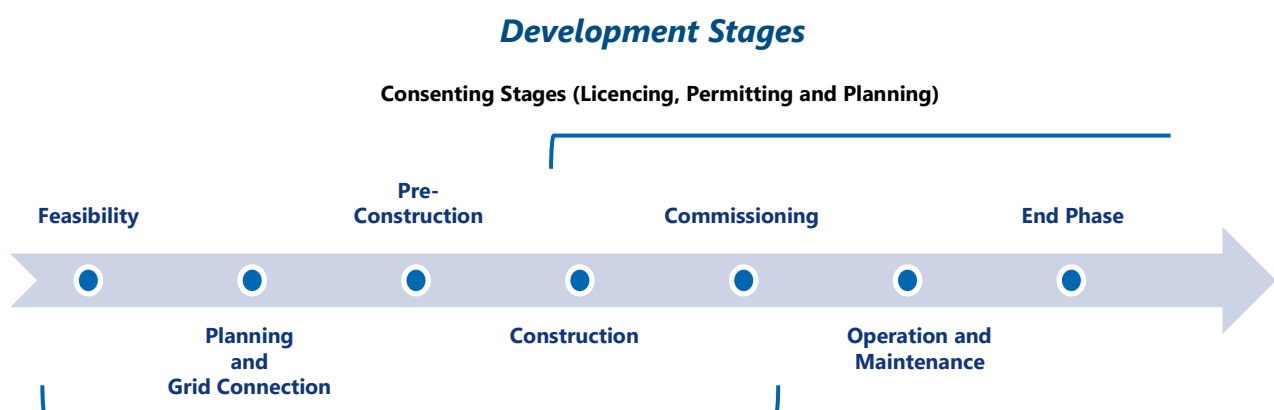 Development Stages
Consenting Stages (Licencing, Permitting and Planning)
Feasibility
Pre-
Construction
Commissioning
End Phase
Planning
and
Grid Connection
Construction
Operation and
Maintenance